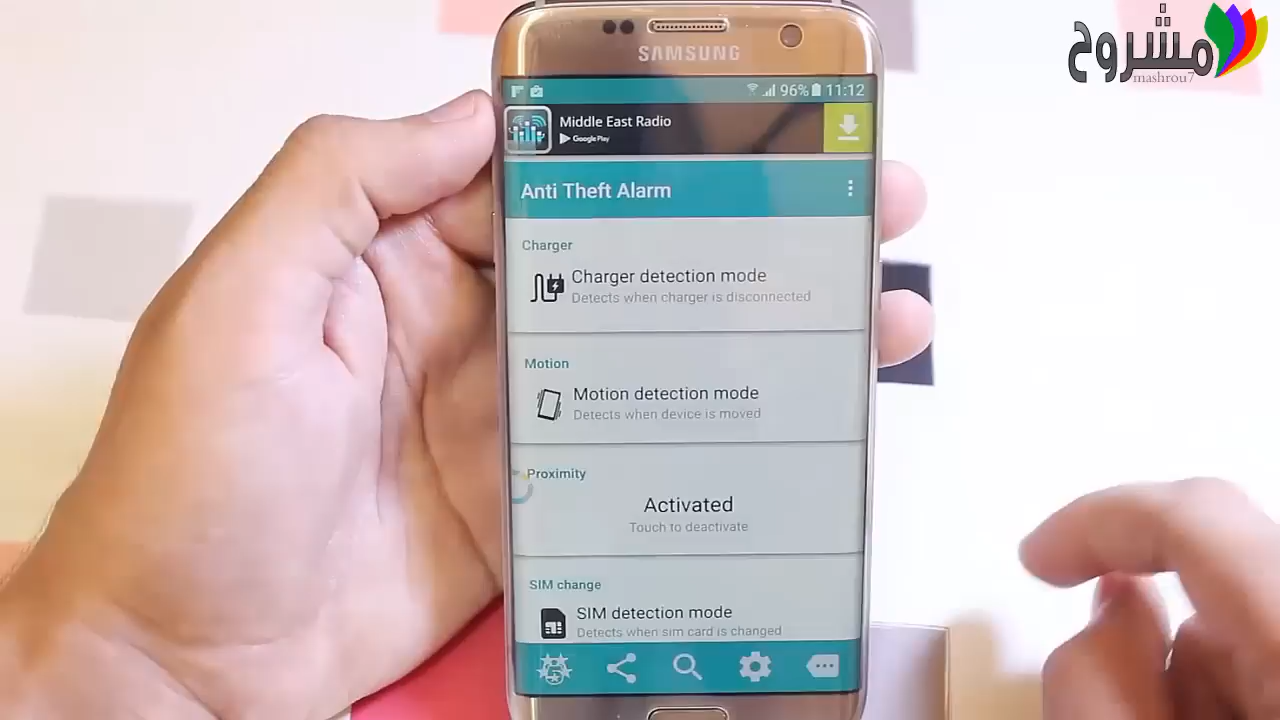 مشروح
mashrou7
SAMSUNG
96% 11:12
Middle East Radio
Google Play
Anti Theft Alarm
Charger
Charger detection mode
Detects when charger is disconnected
Motion
Motion detection mode
Detects when device is moved
Proximity
Activated
Touch to deactivate
SIM change
SIM detection mode
Detects when sim card is changed